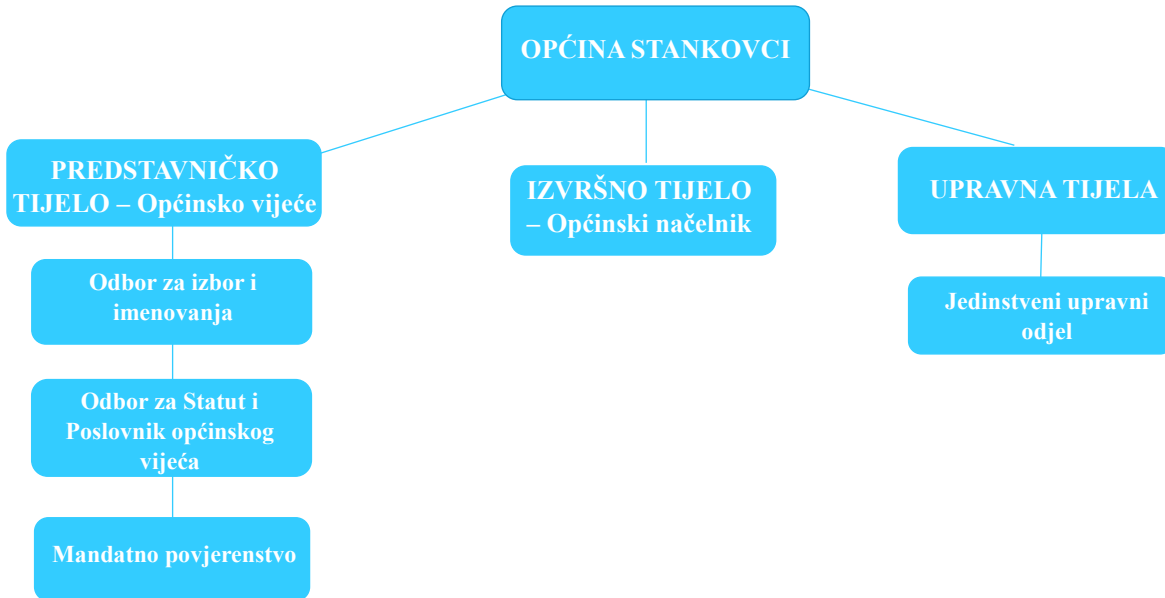 OPĆINA STANKOVCI
PREDSTAVNIČKO
TIJELO – Općinsko vijeće
IZVRŠNO TIJELO
– Općinski načelnik
UPRAVNA TIJELA
Odbor za izbor i
imenovanja
Jedinstveni upravni
odjel
Odbor za Statut i
Poslovnik općinskog
vijeća
Mandatno povjerenstvo